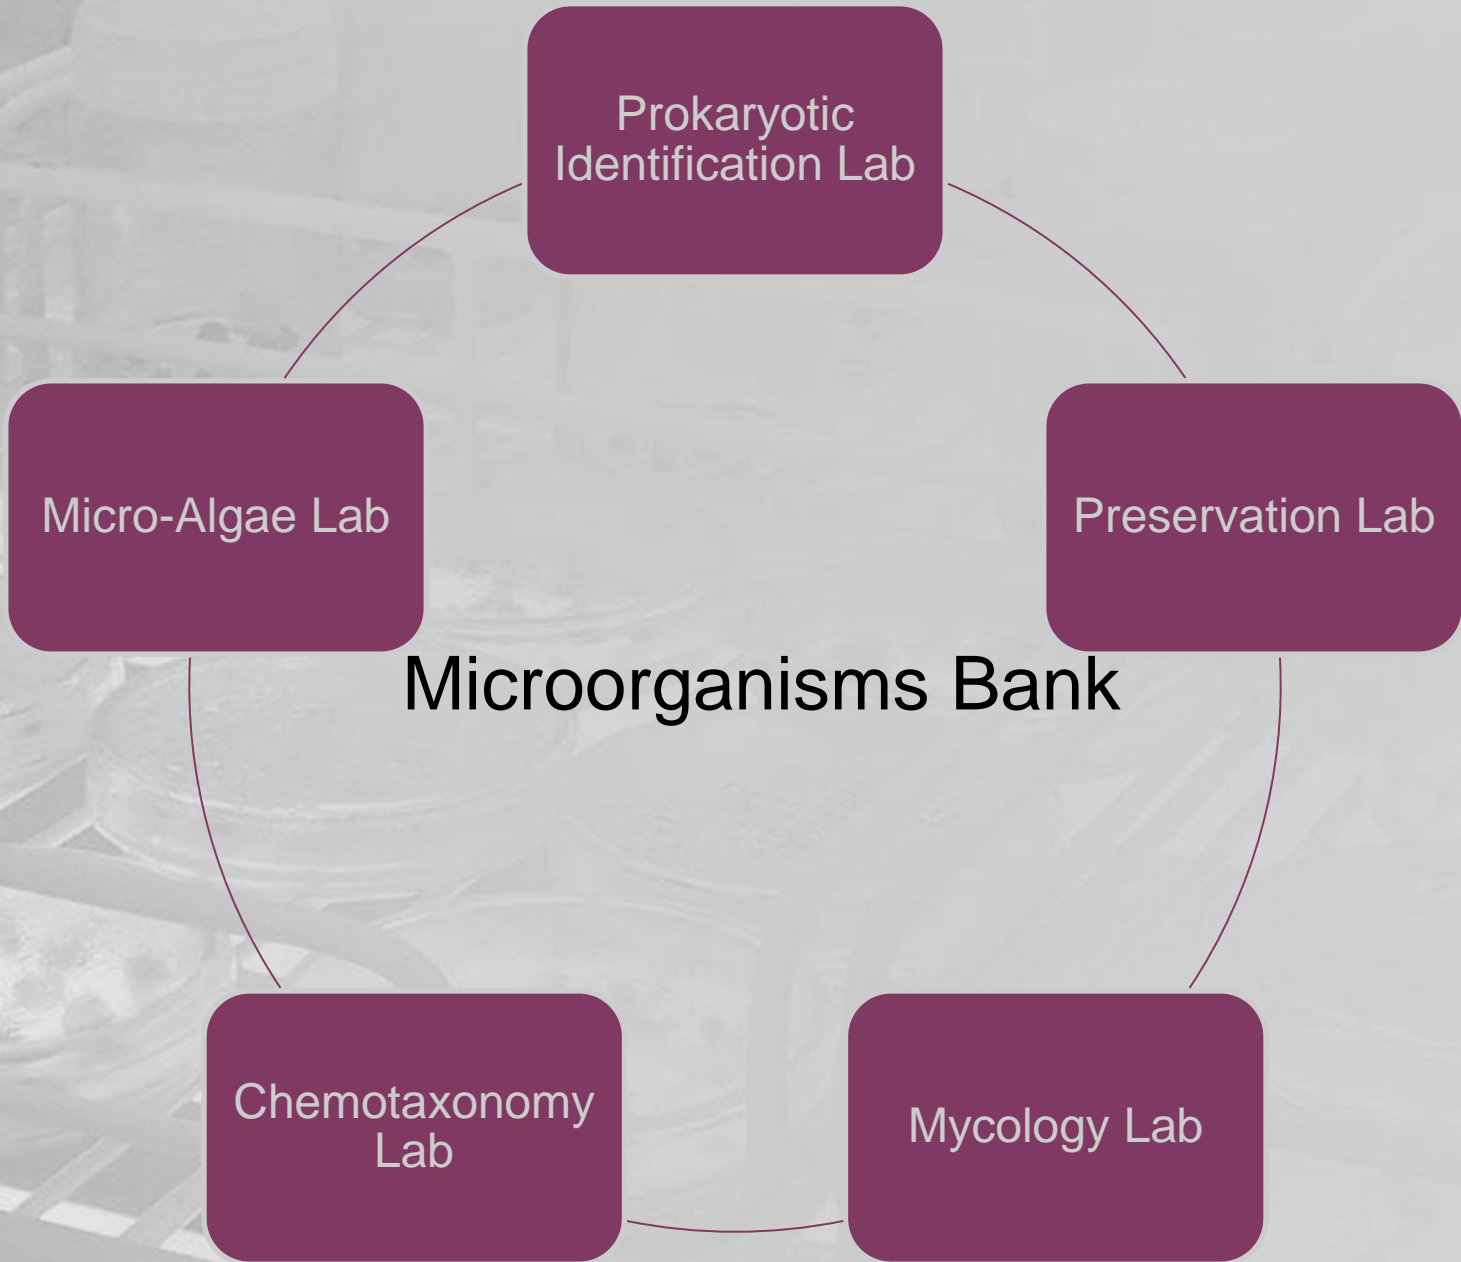 Prokaryotic
Identification Lab
Micro-Algae Lab
Preservation Lab
Microorganisms Bank
Chemotaxonomy
Lab
Mycology Lab